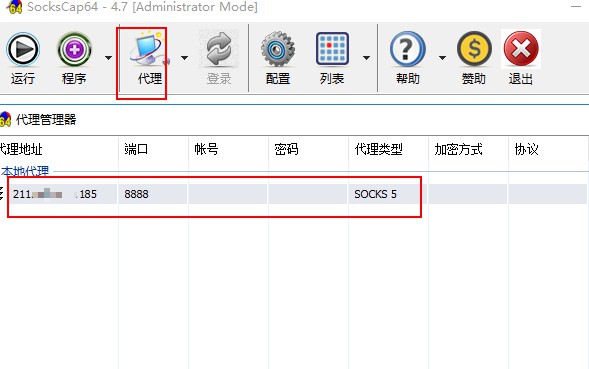 SocksCap64 - 4.7 [Administrator Mode]
运行 程序 代理 登录 配置 列表 帮助 赞助 退出
64 代理管理器
代理地址 端口 帐号 密码 代理类型 加密方式 协议
本地代理
211. 185 8888 SOCKS 5